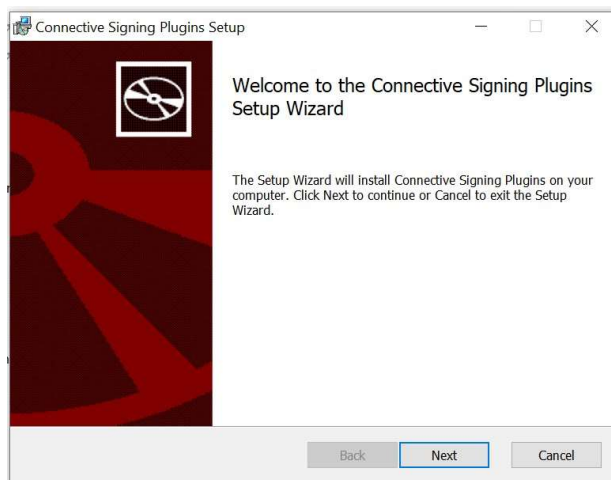 Connective Signing Plugins Setup
Welcome to the Connective Signing Plugins
Setup Wizard
The Setup Wizard will install Connective Signing Plugins on your
computer. Click Next to continue or Cancel to exit the Setup
Wizard.
Back Next Cancel